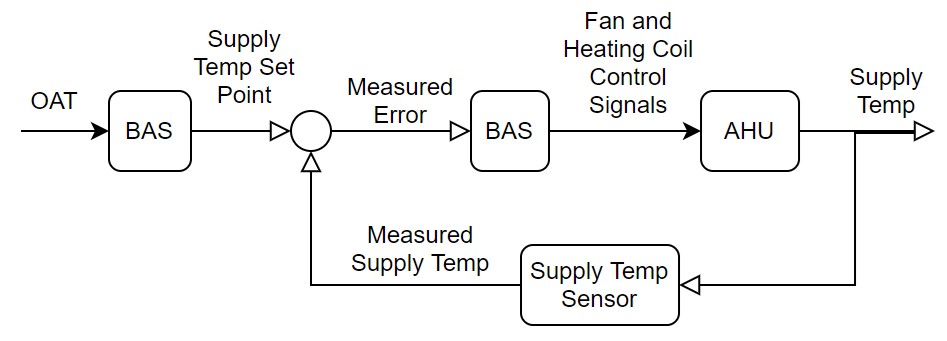 OAT
BAS
Supply
Temp Set
Point
Measured
Error
BAS
Fan and
Heating Coil
Control
Signals
AHU
Supply
Temp
Measured
Supply Temp
Supply Temp
Sensor